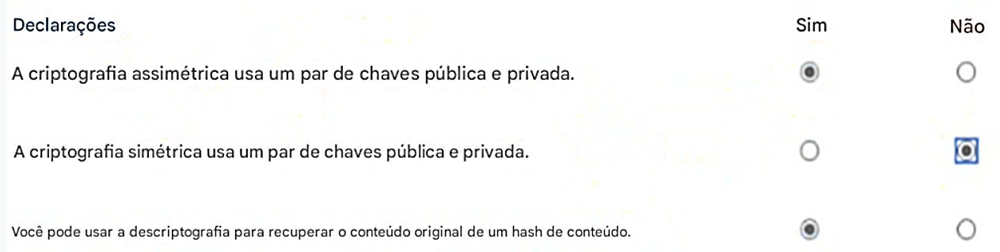 Declarações Sim Não
A criptografia assimétrica usa um par de chaves pública e privada.
A criptografia simétrica usa um par de chaves pública e privada.
Você pode usar a descriptografia para recuperar o conteúdo original de um hash de conteúdo.